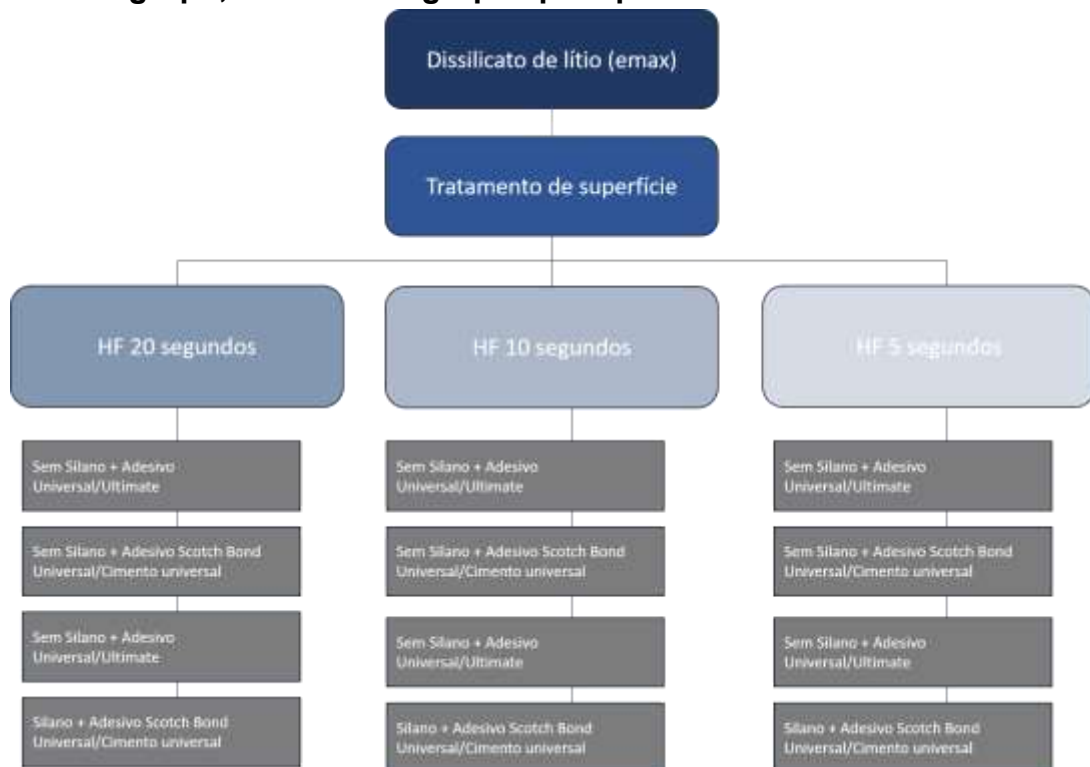 Dissilicato de lítio (emax)
Tratamento de superfície
HF 20 segundos
HF 10 segundos
HF 5 segundos
Sem Silano + Adesivo
Universal/Ultimate
Sem Silano + Adesivo Scotch Bond
Universal/Cimento universal
Sem Silano + Adesivo
Universal/Ultimate
Silano + Adesivo Scotch Bond
Universal/Cimento universal
Sem Silano + Adesivo
Universal/Ultimate
Sem Silano + Adesivo Scotch Bond
Universal/Cimento universal
Sem Silano + Adesivo
Universal/Ultimate
Silano + Adesivo Scotch Bond
Universal/Cimento universal
Sem Silano + Adesivo
Universal/Ultimate
Sem Silano + Adesivo Scotch Bond
Universal/Cimento universal
Sem Silano + Adesivo
Universal/Ultimate
Silano + Adesivo Scotch Bond
Universal/Cimento universal